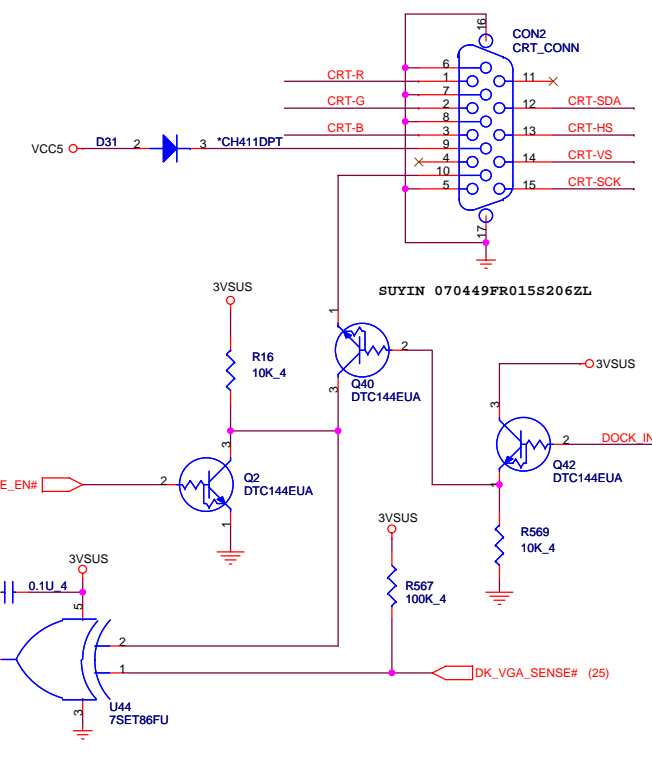 16
CON2
CRT_CONN
6
CRT-R
1
11
7
CRT-G
2
12
CRT-SDA
8
CRT-B
3
13
CRT-HS
VCC5
D31
2
3
*CH411DPT
9
4
14
CRT-VS
10
5
15
CRT-SCK
17
SUYIN 070449FR015S206ZL
3VSUS
1
R16
10K_4
2
3
Q40
DTC144EUA
3VSUS
3
3
Q2
DTC144EUA
2
1
E_EN#
2
DOCK_IN
Q42
DTC144EUA
1
3VSUS
R569
10K_4
3VSUS
0.1U_4
5
R567
100K_4
2
1
DK_VGA_SENSE# (25)
U44
7SET86FU
3